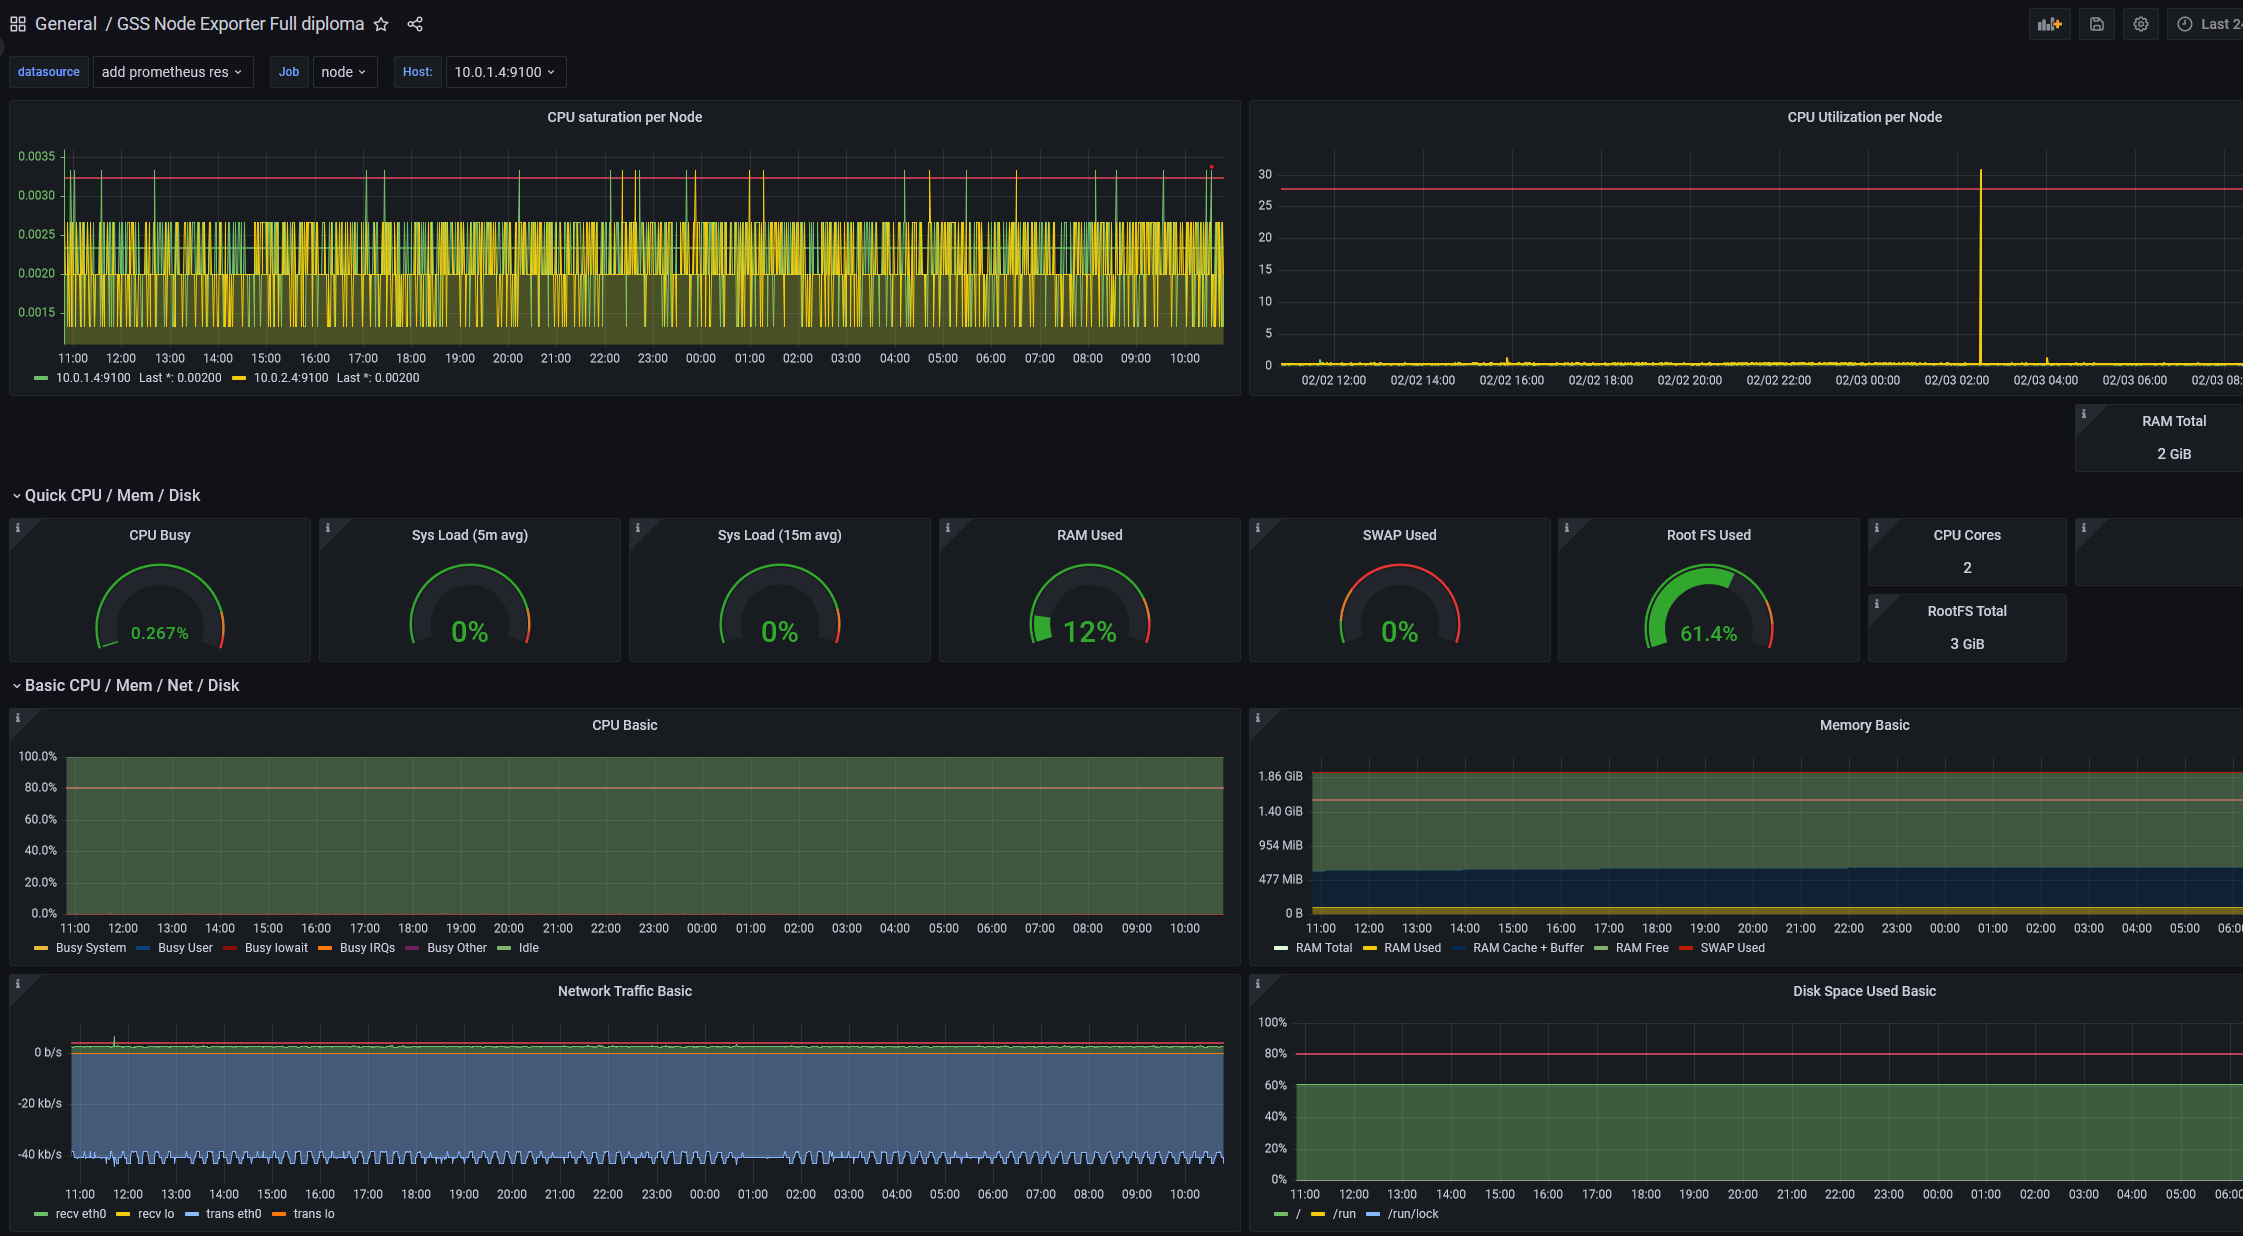 General / GSS Node Exporter Full diploma
Last 24
datasource add prometheus res Job node Host: 10.0.1.4:9100
CPU saturation per Node
0.0035
0.0030
0.0025
0.0020
0.0015
11:00 12:00 13:00 14:00 15:00 16:00 17:00 18:00 19:00 20:00 21:00 22:00 23:00 00:00 01:00 02:00 03:00 04:00 05:00 06:00 07:00 08:00 09:00 10:00
10.0.1.4:9100 Last *: 0.00200 10.0.2.4:9100 Last *: 0.00200
CPU Utilization per Node
30
25
20
15
10
5
0
02/02 12:00 02/02 14:00 02/02 16:00 02/02 18:00 02/02 20:00 02/02 22:00 02/03 00:00 02/03 02:00 02/03 04:00 02/03 06:00 02/03 08:
RAM Total
2 GiB
Quick CPU / Mem / Disk
CPU Busy
0.267%
Sys Load (5m avg)
0%
Sys Load (15m avg)
0%
RAM Used
12%
SWAP Used
0%
Root FS Used
61.4%
CPU Cores
2
RootFS Total
3 GiB
Basic CPU / Mem / Net / Disk
CPU Basic
100.0%
80.0%
60.0%
40.0%
20.0%
0.0%
11:00 12:00 13:00 14:00 15:00 16:00 17:00 18:00 19:00 20:00 21:00 22:00 23:00 00:00 01:00 02:00 03:00 04:00 05:00 06:00 07:00 08:00 09:00 10:00
Busy System Busy User Busy Iowait Busy IRQs Busy Other Idle
Memory Basic
1.86 GiB
1.40 GiB
954 MiB
477 MiB
0 B
11:00 12:00 13:00 14:00 15:00 16:00 17:00 18:00 19:00 20:00 21:00 22:00 23:00 00:00 01:00 02:00 03:00 04:00 05:00 06:0
RAM Total RAM Used RAM Cache + Buffer RAM Free SWAP Used
Network Traffic Basic
0 b/s
-20 kb/s
-40 kb/s
11:00 12:00 13:00 14:00 15:00 16:00 17:00 18:00 19:00 20:00 21:00 22:00 23:00 00:00 01:00 02:00 03:00 04:00 05:00 06:00 07:00 08:00 09:00 10:00
recv eth0 recv lo trans eth0 trans lo
Disk Space Used Basic
100%
80%
60%
40%
20%
0%
11:00 12:00 13:00 14:00 15:00 16:00 17:00 18:00 19:00 20:00 21:00 22:00 23:00 00:00 01:00 02:00 03:00 04:00 05:00 06:00
/ /run /run/lock